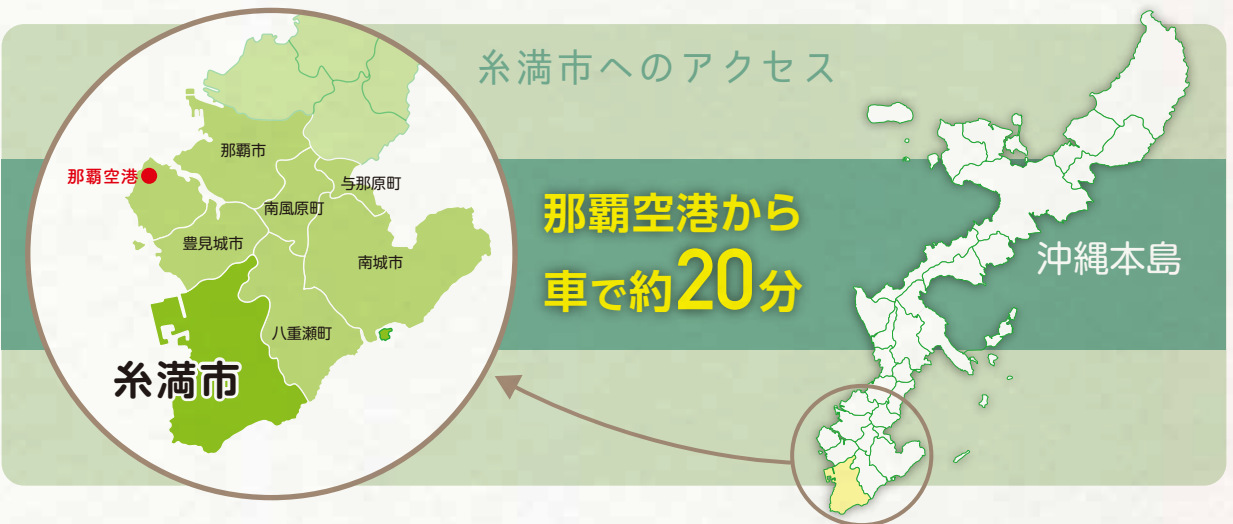 糸満市へのアクセス
那覇市
那覇空港
与那原町
南風原町
豊見城市
南城市
八重瀬町
糸満市
那覇空港から
車で約20分
沖縄本島